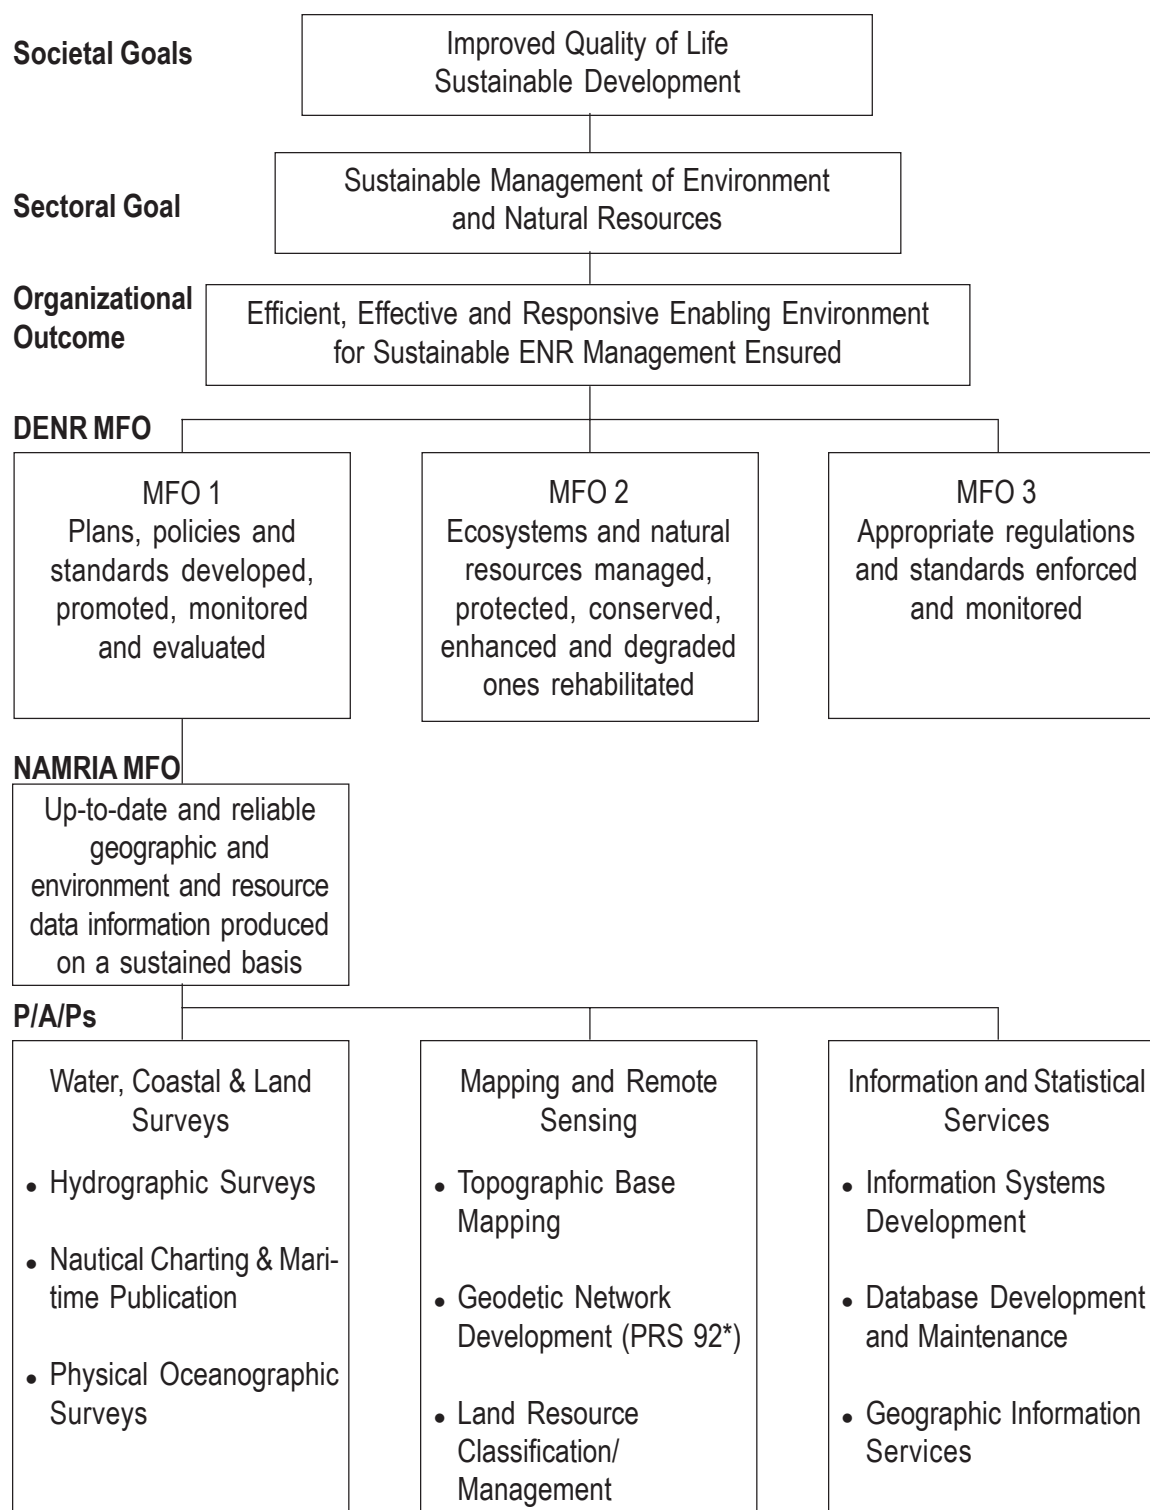 Societal Goals
Improved Quality of Life
Sustainable Development
Sectoral Goal
Sustainable Management of Environment
and Natural Resources
Organizational
Outcome
Efficient, Effective and Responsive Enabling Environment
for Sustainable ENR Management Ensured
DENR MFO
MFO 1
Plans, policies and
standards developed,
promoted, monitored
and evaluated
MFO 2
Ecosystems and natural
resources managed,
protected, conserved,
enhanced and degraded
ones rehabilitated
MFO 3
Appropriate regulations
and standards enforced
and monitored
NAMRIA MFO
Up-to-date and reliable
geographic and
environment and resource
data information produced
on a sustained basis
P/A/Ps
Water, Coastal & Land
Surveys
• Hydrographic Surveys
• Nautical Charting & Mari-
time Publication
• Physical Oceanographic
Surveys
Mapping and Remote
Sensing
• Topographic Base
Mapping
• Geodetic Network
Development (PRS 92*)
• Land Resource
Classification/
Management
Information and Statistical
Services
• Information Systems
Development
• Database Development
and Maintenance
• Geographic Information
Services